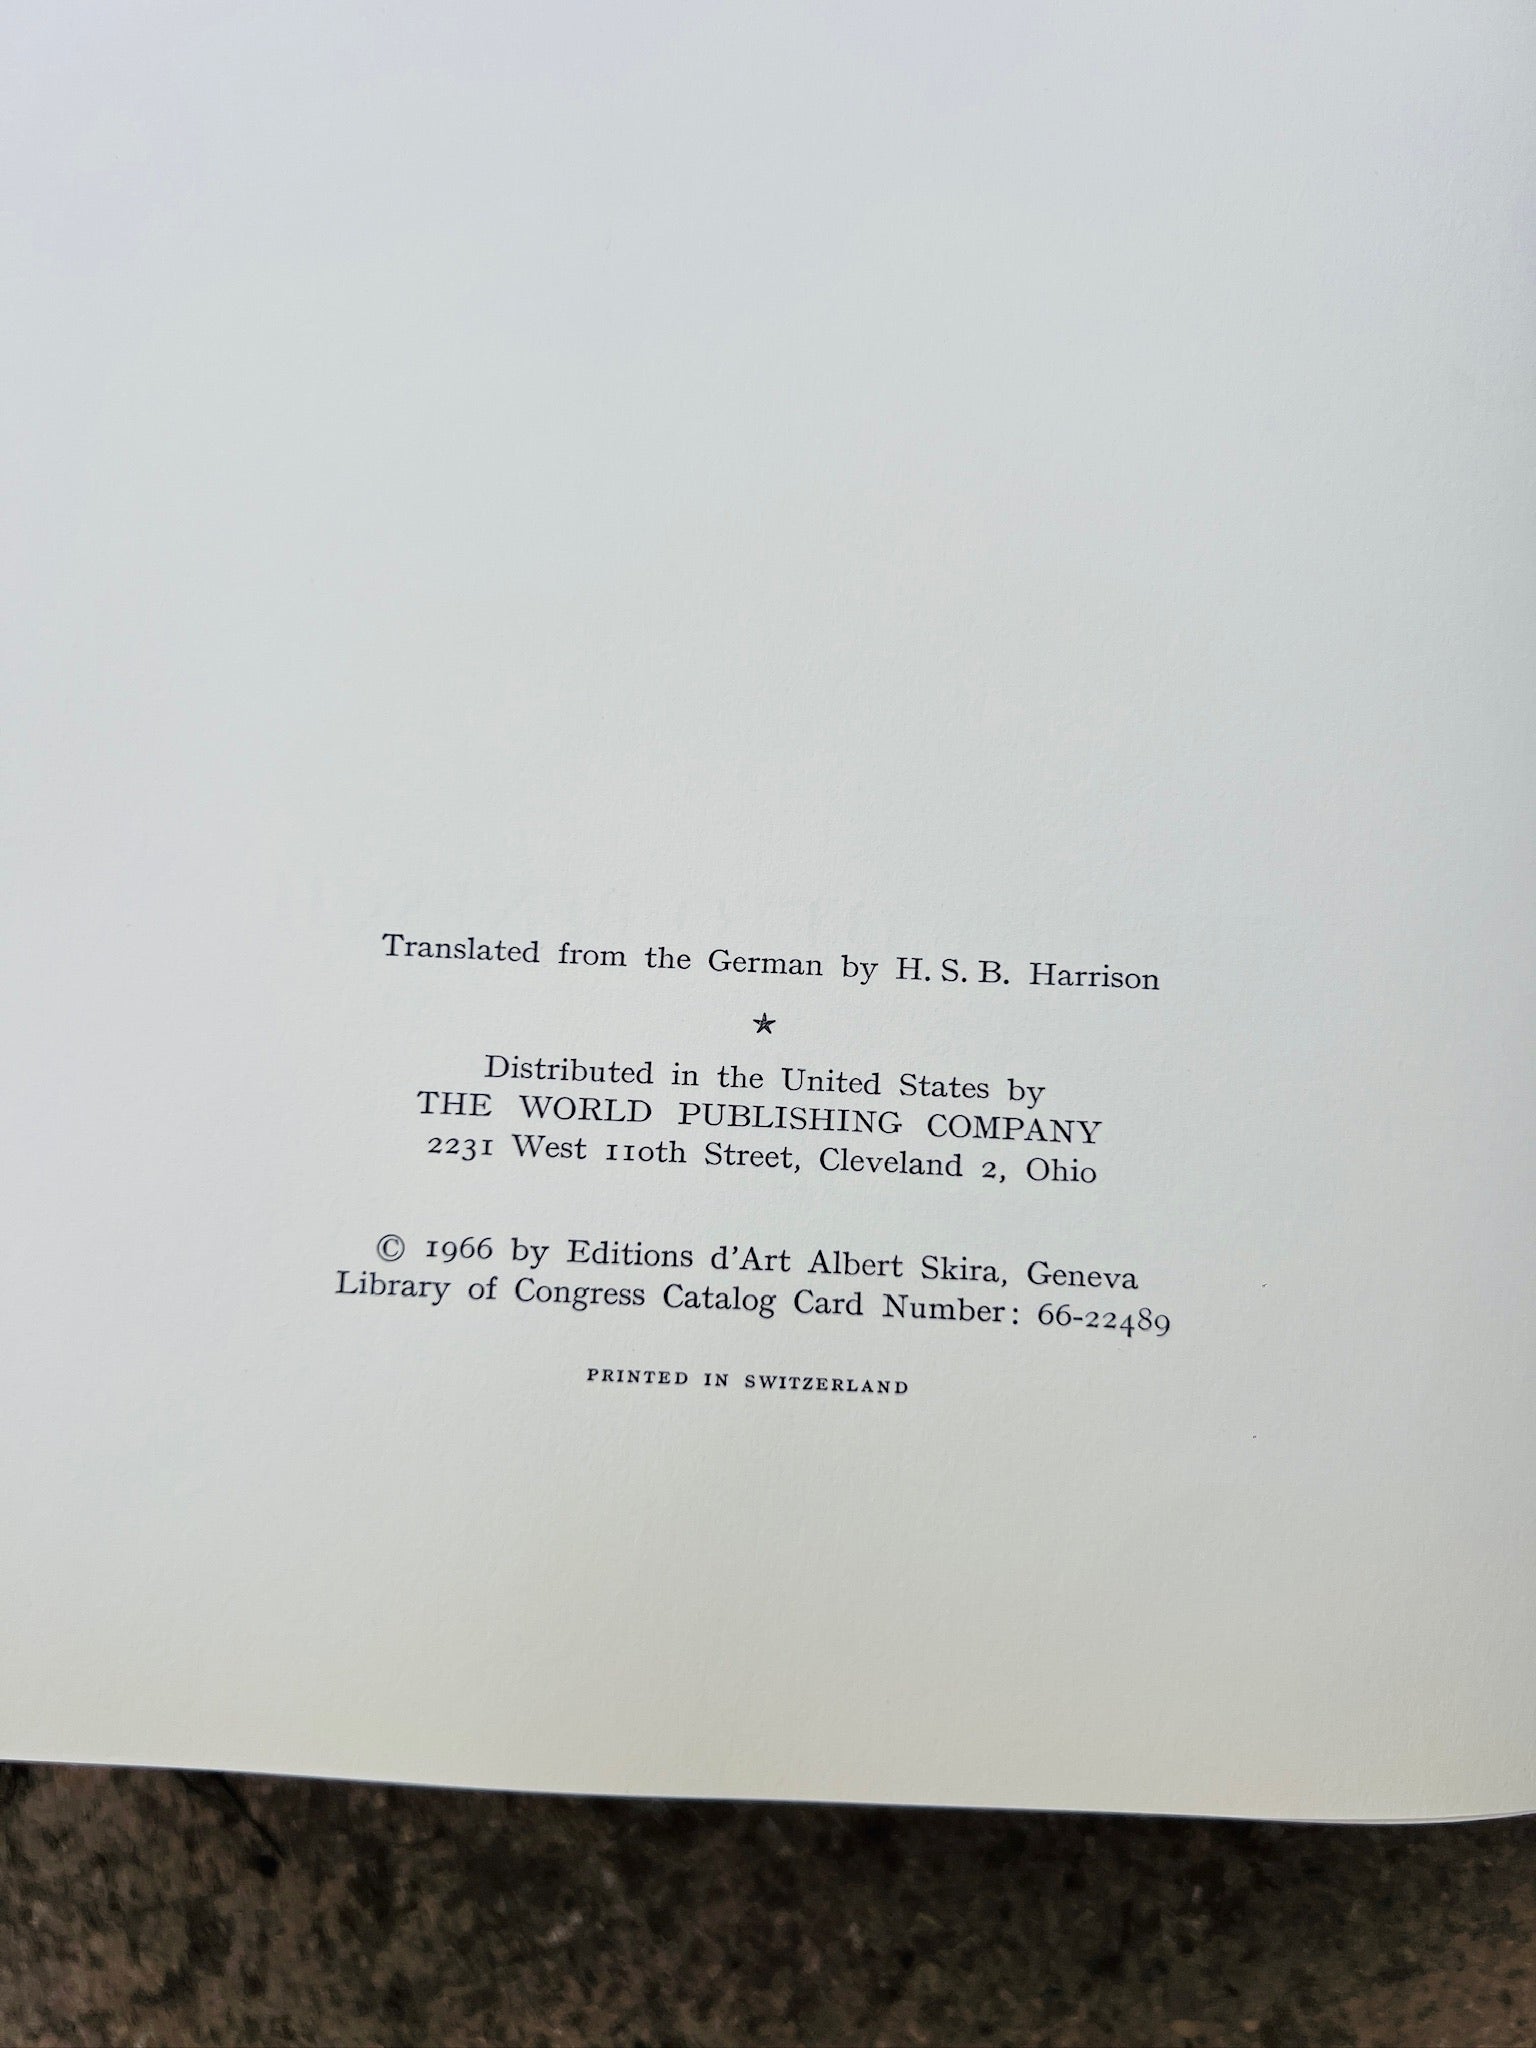 Translated from the German by H. S. B. Harrison
★
Distributed in the United States by
THE WORLD PUBLISHING COMPANY
2231 West 110th Street, Cleveland 2, Ohio
© 1966 by Editions d'Art Albert Skira, Geneva
Library of Congress Catalog Card Number: 66-22489
PRINTED IN SWITZERLAND